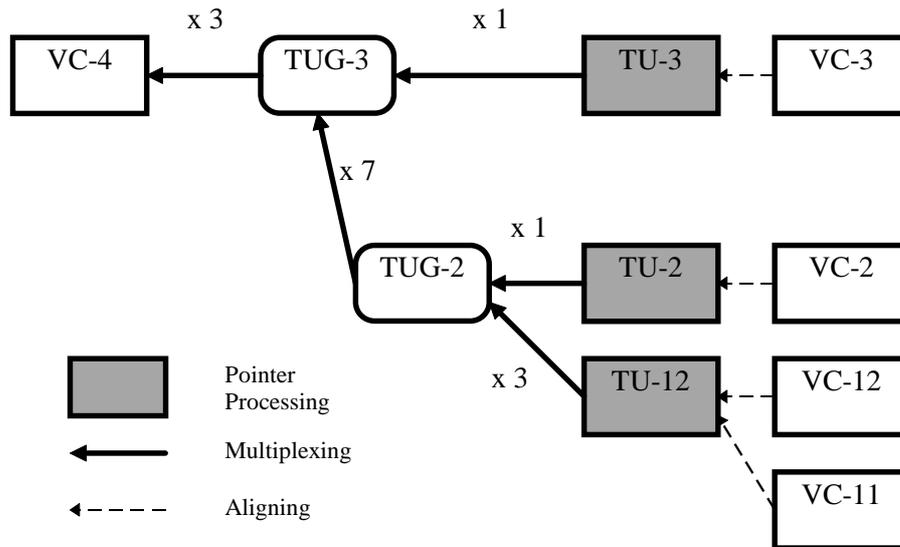 x 3
x 1
VC-4
TUG-3
TU-3
VC-3
x 7
x 1
TUG-2
TU-2
VC-2
x 3
TU-12
VC-12
VC-11
Pointer
Processing
Multiplexing
Aligning